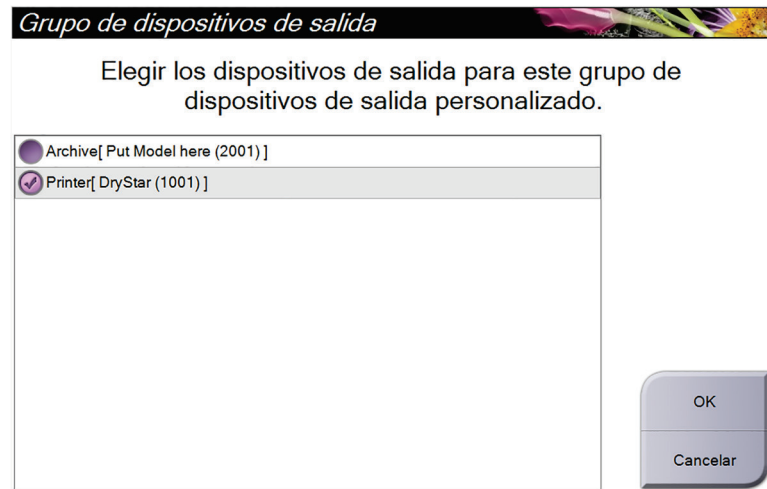 Grupo de dispositivos de salida
Elegir los dispositivos de salida para este grupo de
dispositivos de salida personalizado.
Archive[ Put Model here (2001) ]
Printer[ DryStar (1001) ]
OK
Cancelar